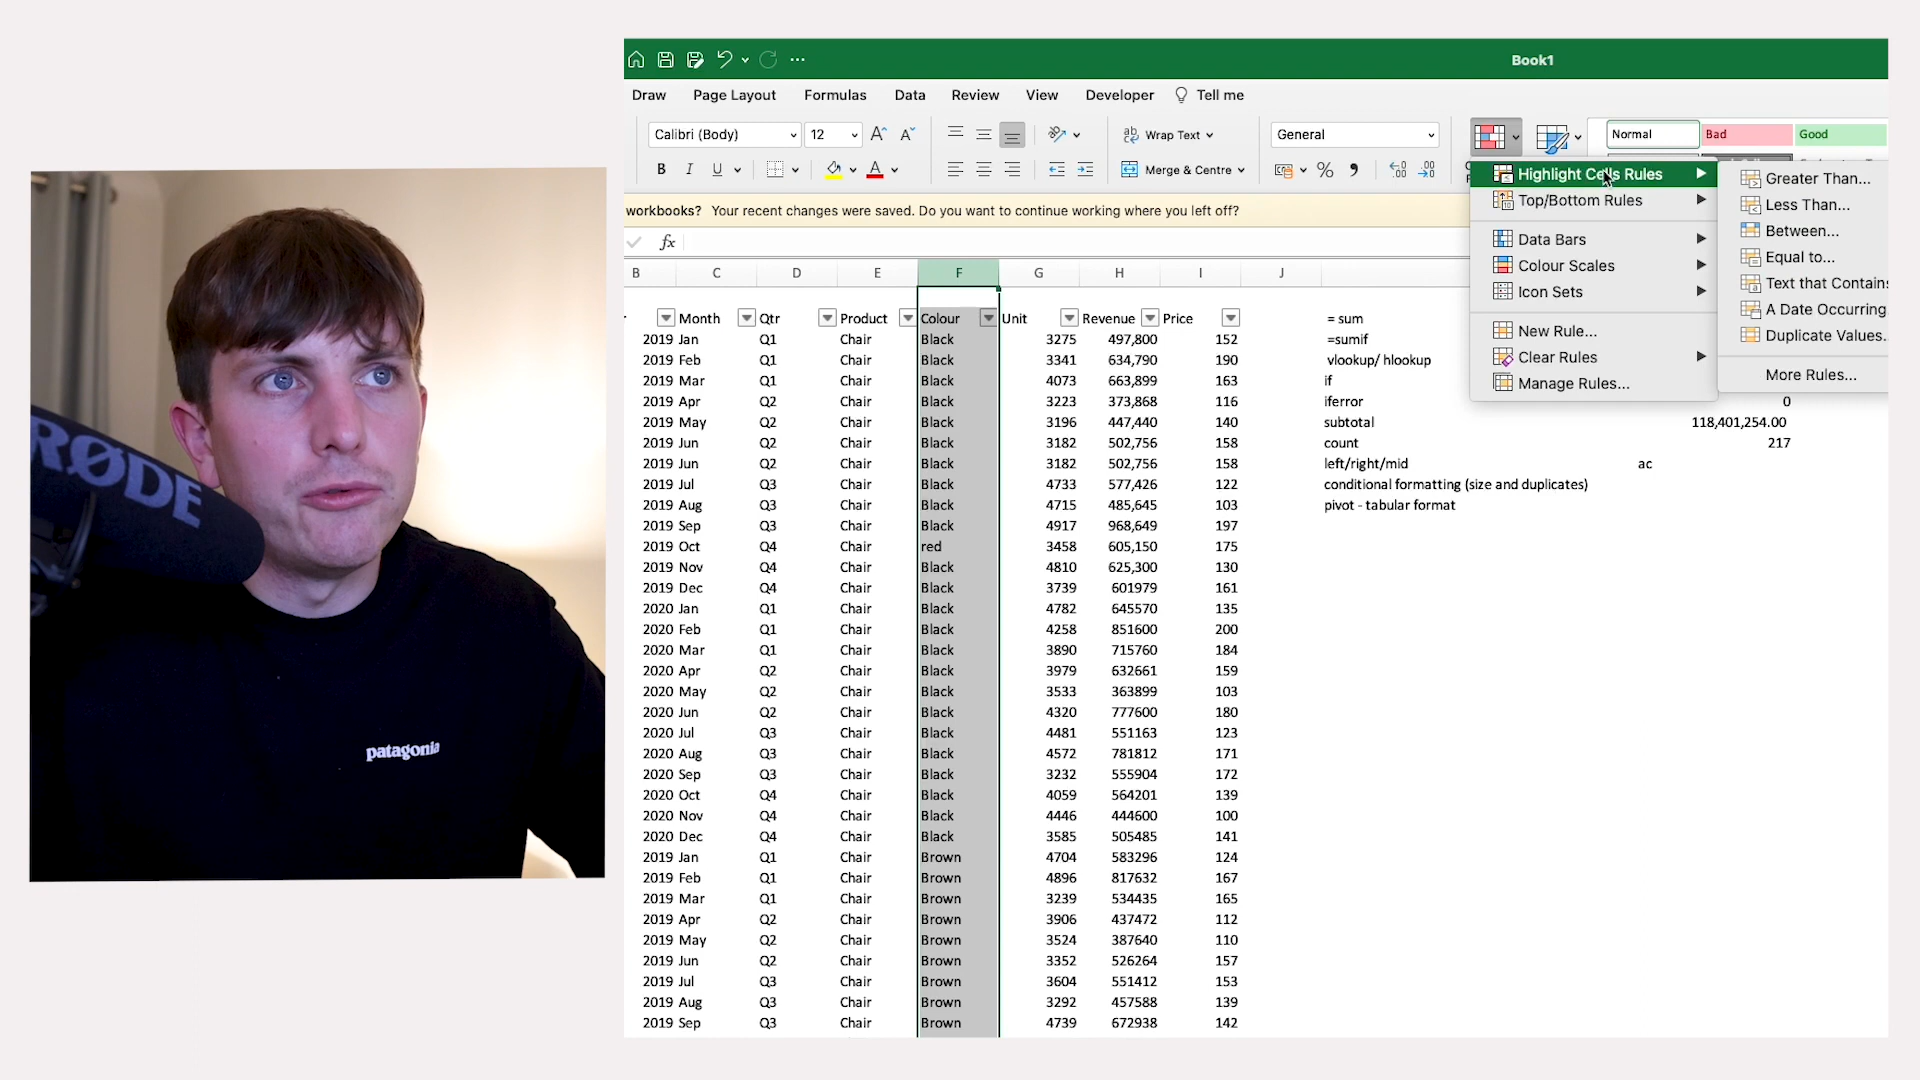 Book1
Draw Page Layout Formulas Data Review View Developer Tell me
Calibri (Body) 12 A A ab Wrap Text General Normal Bad Good
B I U A Merge & Centre % 9
workbooks? Your recent changes were saved. Do you want to continue working where you left off?
fx
Highlight Cells Rules
Top/Bottom Rules
Data Bars
Colour Scales
Icon Sets
New Rule...
Clear Rules
Manage Rules...
Greater Than...
Less Than...
Between...
Equal to...
Text that Contains
A Date Occurring
Duplicate Values..
More Rules...
B C D E F G H I J
Month Qtr Product Colour Unit Revenue Price = sum
2019 Jan Q1 Chair Black 3275 497,800 152 =sumif
2019 Feb Q1 Chair Black 3341 634,790 190 vlookup/ hlookup
2019 Mar Q1 Chair Black 4073 663,899 163 if
2019 Apr Q2 Chair Black 3223 373,868 116 iferror 0
2019 May Q2 Chair Black 3196 447,440 140 subtotal 118,401,254.00
2019 Jun Q2 Chair Black 3182 502,756 158 count 217
2019 Jun Q2 Chair Black 3182 502,756 158 left/right/mid ac
2019 Jul Q3 Chair Black 4733 577,426 122 conditional formatting (size and duplicates)
2019 Aug Q3 Chair Black 4715 485,645 103 pivot - tabular format
2019 Sep Q3 Chair Black 4917 968,649 197
2019 Oct Q4 Chair red 3458 605,150 175
2019 Nov Q4 Chair Black 4810 625,300 130
2019 Dec Q4 Chair Black 3739 601979 161
2020 Jan Q1 Chair Black 4782 645570 135
2020 Feb Q1 Chair Black 4258 851600 200
2020 Mar Q1 Chair Black 3890 715760 184
2020 Apr Q2 Chair Black 3979 632661 159
2020 May Q2 Chair Black 3533 363899 103
2020 Jun Q2 Chair Black 4320 777600 180
2020 Jul Q3 Chair Black 4481 551163 123
2020 Aug Q3 Chair Black 4572 781812 171
2020 Sep Q3 Chair Black 3232 555904 172
2020 Oct Q4 Chair Black 4059 564201 139
2020 Nov Q4 Chair Black 4446 444600 100
2020 Dec Q4 Chair Black 3585 505485 141
2019 Jan Q1 Chair Brown 4704 583296 124
2019 Feb Q1 Chair Brown 4896 817632 167
2019 Mar Q1 Chair Brown 3239 534435 165
2019 Apr Q2 Chair Brown 3906 437472 112
2019 May Q2 Chair Brown 3524 387640 110
2019 Jun Q2 Chair Brown 3352 526264 157
2019 Jul Q3 Chair Brown 3604 551412 153
2019 Aug Q3 Chair Brown 3292 457588 139
2019 Sep Q3 Chair Brown 4739 672938 142
RØDE
patagonia